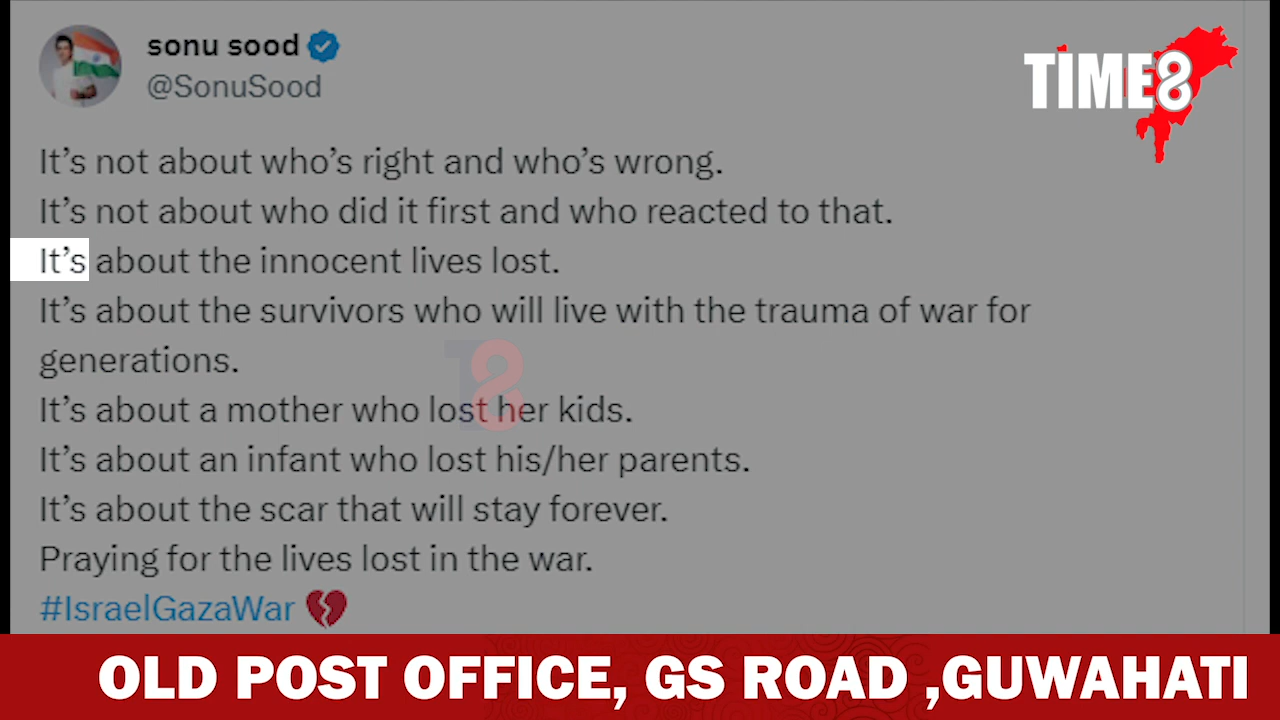 sonu sood
@SonuSood
TIME8
It's not about who's right and who's wrong.
It's not about who did it first and who reacted to that.
It's about the innocent lives lost.
It's about the survivors who will live with the trauma of war for
generations.
T8
It's about a mother who lost her kids.
It's about an infant who lost his/her parents.
It's about the scar that will stay forever.
Praying for the lives lost in the war.
#IsraelGazaWar 💔
OLD POST OFFICE, GS ROAD ,GUWAHATI